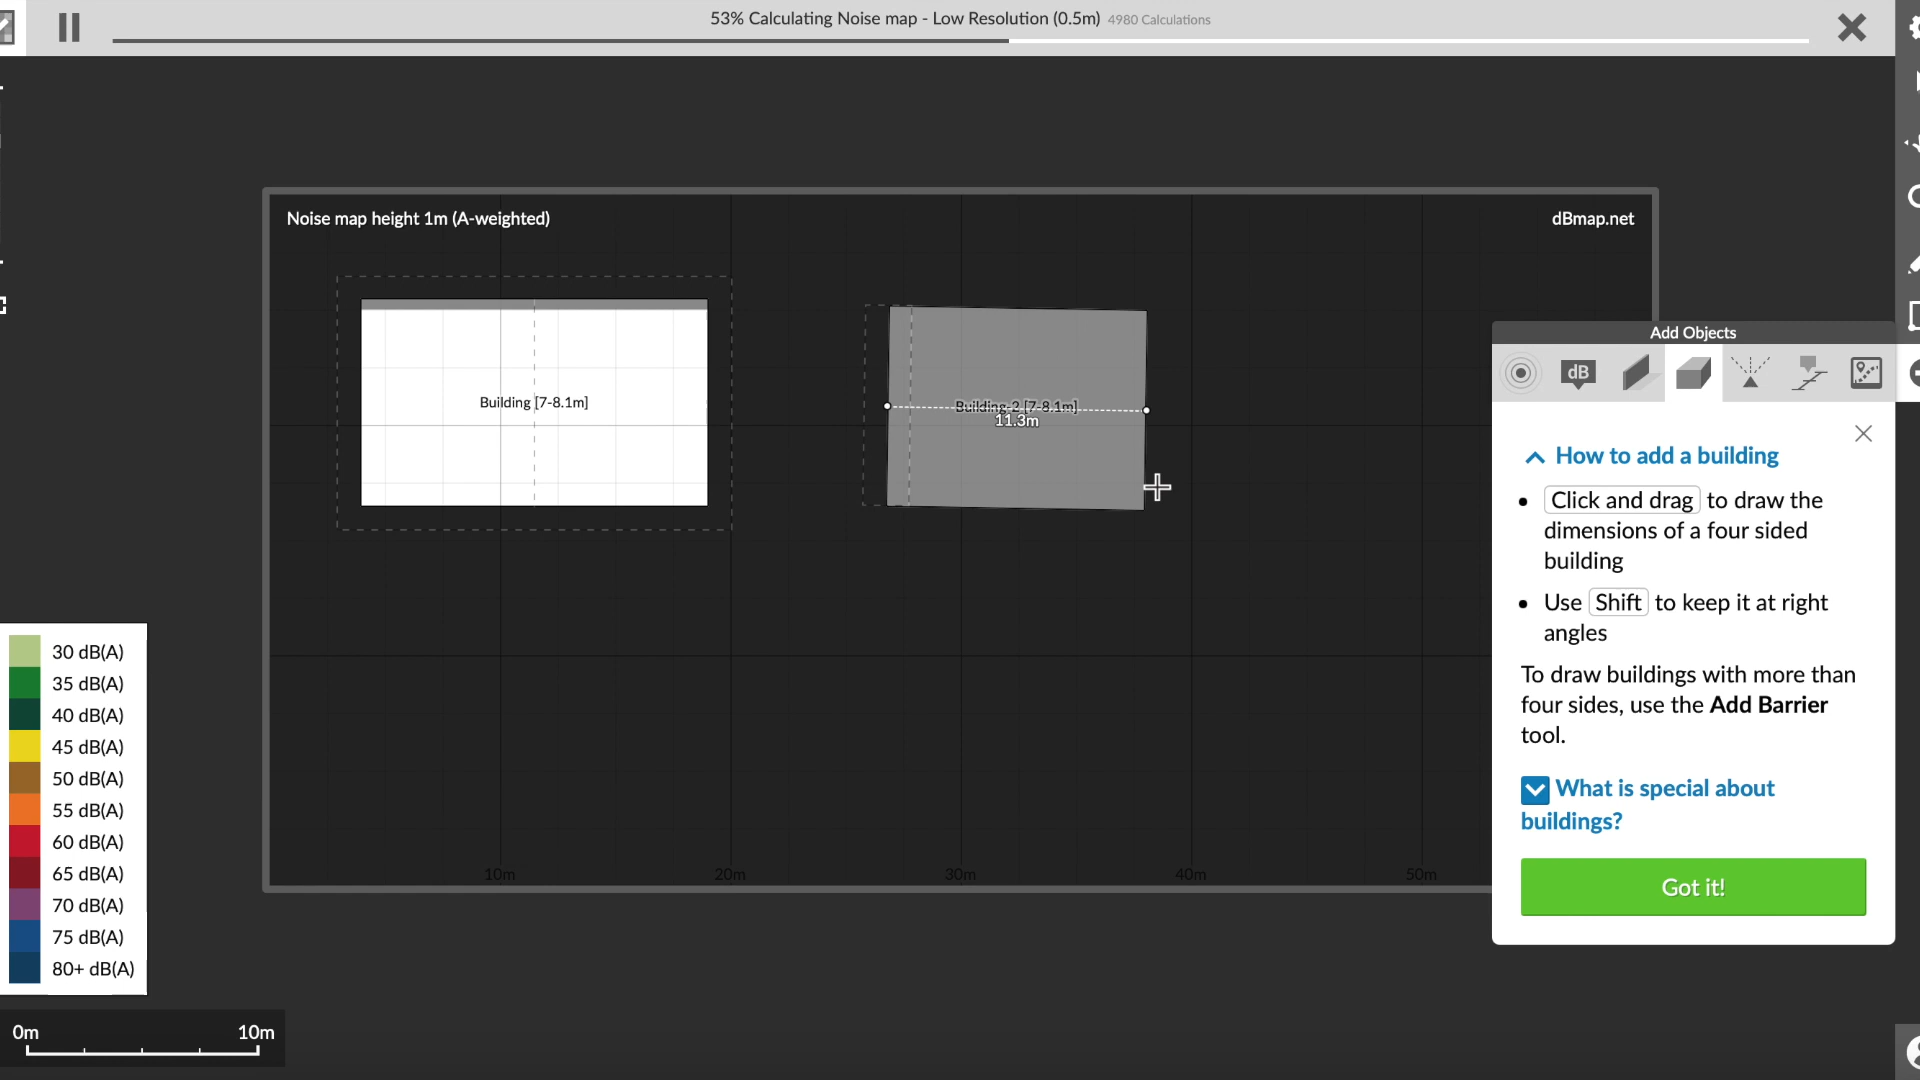 53% Calculating Noise map - Low Resolution (0.5m) 4980 Calculations
Noise map height 1m (A-weighted)
dBmap.net
Building [7-8.1m]
Building 2 [7-8.1m]
11.3m
10m
20m
30m
40m
50m
Add Objects
dB
How to add a building
Click and drag to draw the
dimensions of a four sided
building
Use Shift to keep it at right
angles
To draw buildings with more than
four sides, use the Add Barrier
tool.
What is special about
buildings?
Got it!
30 dB(A)
35 dB(A)
40 dB(A)
45 dB(A)
50 dB(A)
55 dB(A)
60 dB(A)
65 dB(A)
70 dB(A)
75 dB(A)
80+ dB(A)
0m
10m